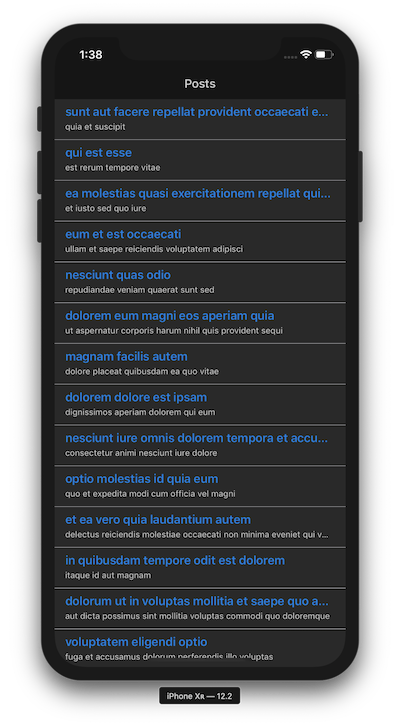 1:38
Posts
sunt aut facere repellat provident occaecati e...
quia et suscipit
qui est esse
est rerum tempore vitae
ea molestias quasi exercitationem repellat qui...
et iusto sed quo iure
eum et est occaecati
ullam et saepe reiciendis voluptatem adipisci
nesciunt quas odio
repudiandae veniam quaerat sunt sed
dolorem eum magni eos aperiam quia
ut aspernatur corporis harum nihil quis provident sequi
magnam facilis autem
dolore placeat quibusdam ea quo vitae
dolorem dolore est ipsam
dignissimos aperiam dolorem qui eum
nesciunt iure omnis dolorem tempora et accu...
consectetur animi nesciunt iure dolore
optio molestias id quia eum
quo et expedita modi cum officia vel magni
et ea vero quia laudantium autem
delectus reiciendis molestiae occaecati non minima eveniet qui v...
in quibusdam tempore odit est dolorem
itaque id aut magnam
dolorum ut in voluptas mollitia et saepe quo a...
aut dicta possimus sint mollitia voluptas commodi quo doloremque
voluptatem eligendi optio
fuga et accusamus dolorum perferendis illo voluptas
iPhone Xʀ — 12.2